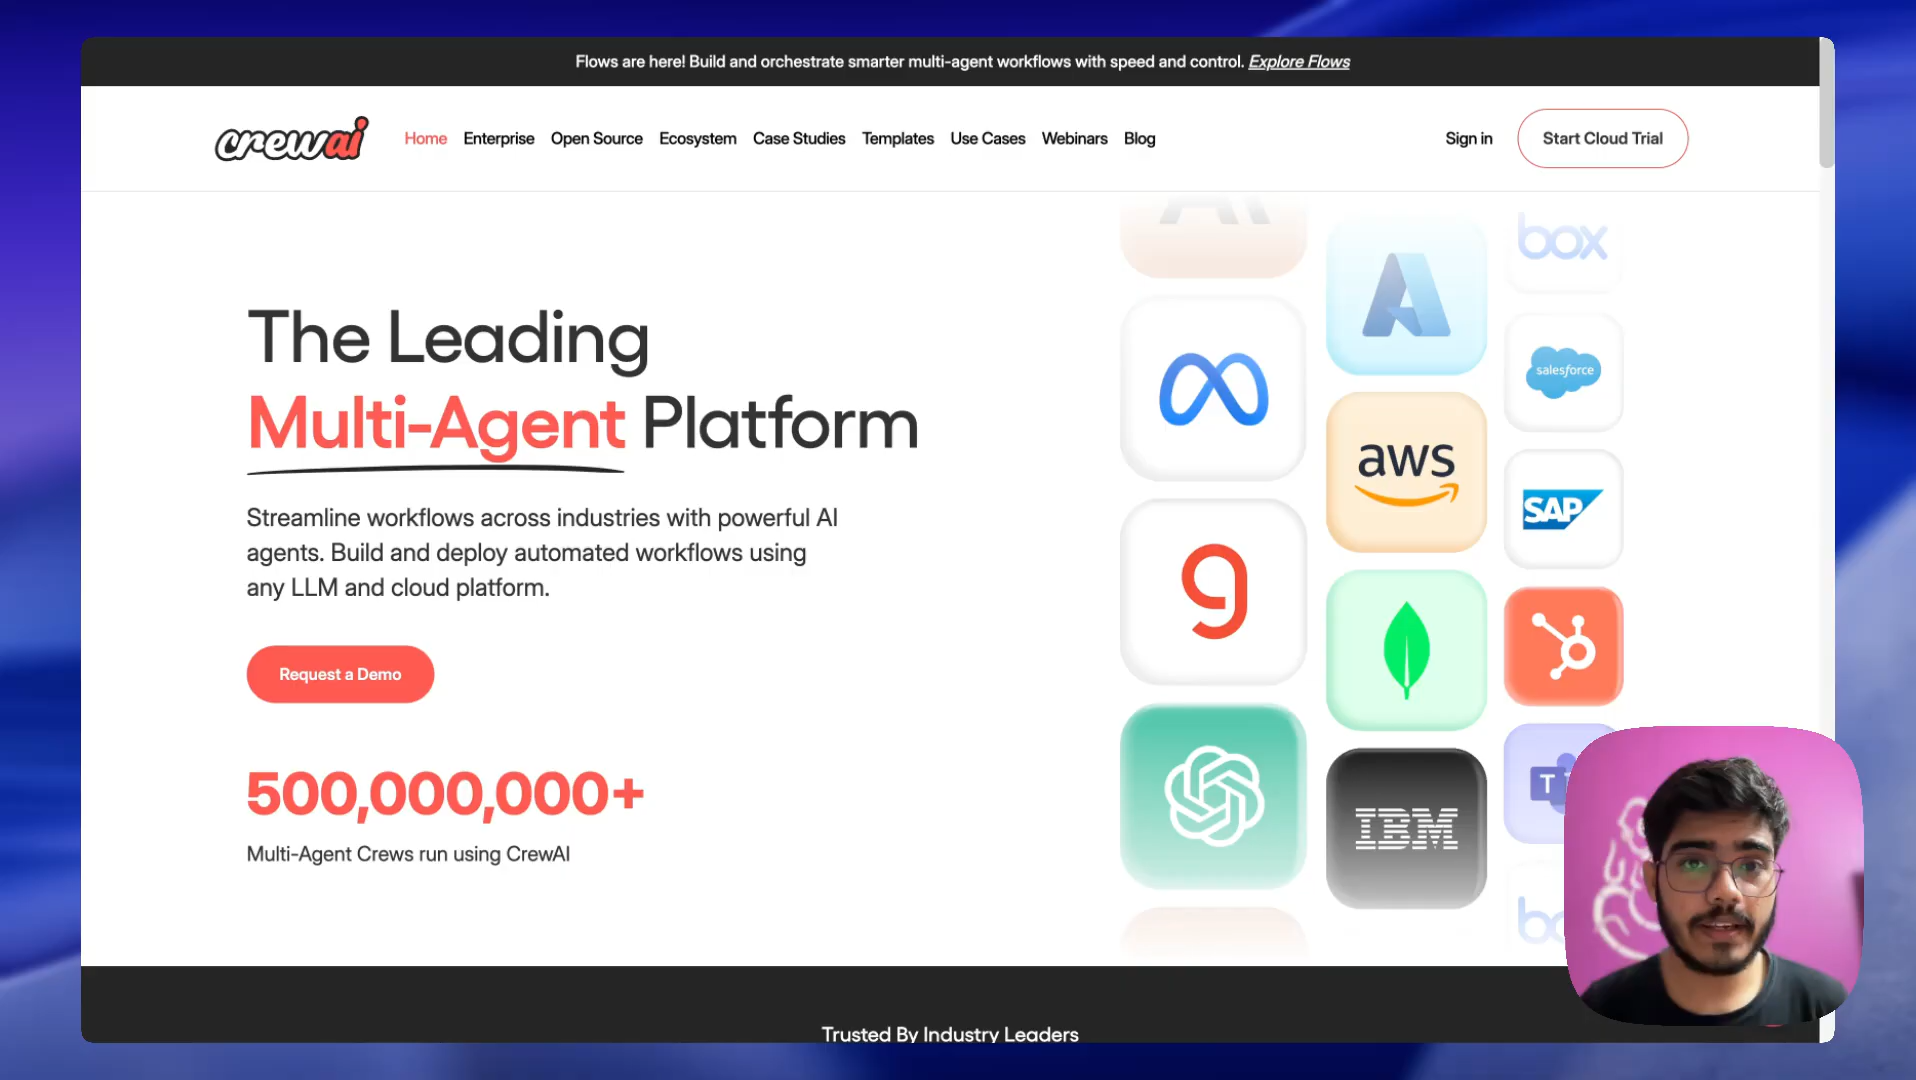 Flows are here! Build and orchestrate smarter multi-agent workflows with speed and control. Explore Flows
crewai
Home Enterprise Open Source Ecosystem Case Studies Templates Use Cases Webinars Blog
Sign in
Start Cloud Trial
The Leading
Multi-Agent Platform
Streamline workflows across industries with powerful AI
agents. Build and deploy automated workflows using
any LLM and cloud platform.
Request a Demo
500,000,000+
Multi-Agent Crews run using CrewAI
box
salesforce
aws
SAP
g
IBM
T
Trusted By Industry Leaders